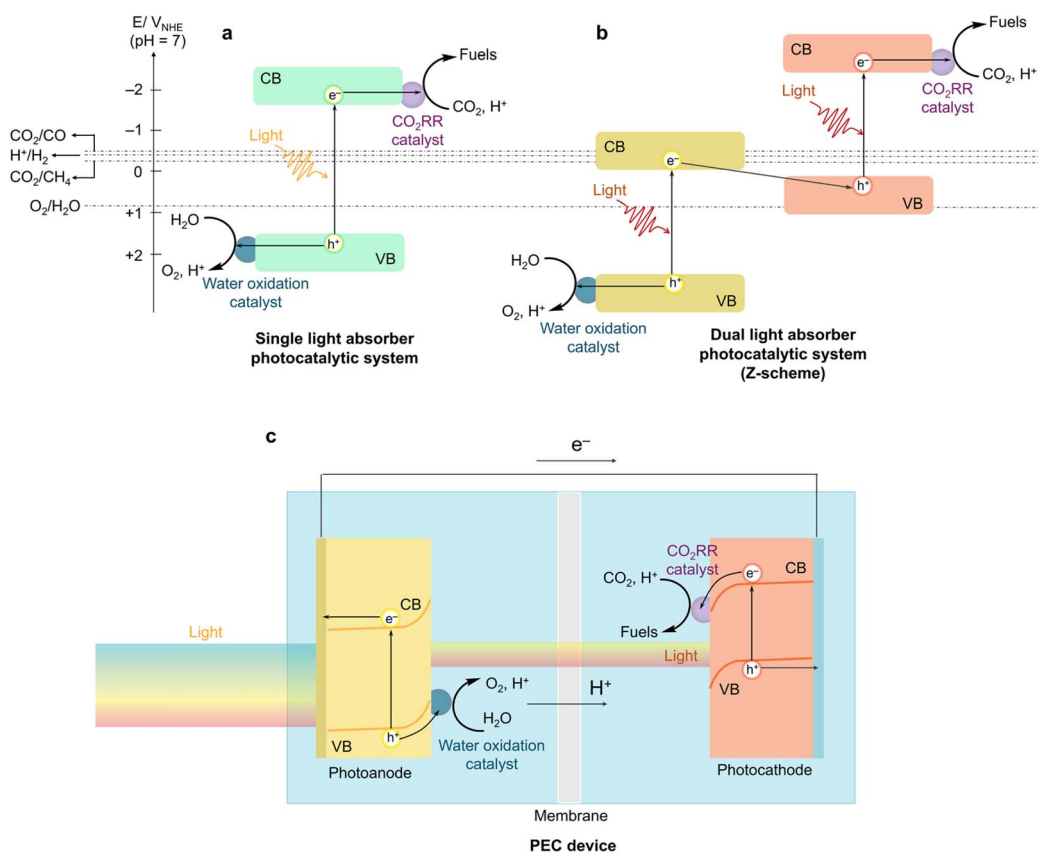 E/ V_NHE
(pH = 7)
–2
–1
0
+1
+2
CO₂/CO
H⁺/H₂
CO₂/CH₄
O₂/H₂O
a
CB
e⁻
Fuels
CO₂, H⁺
CO₂RR
catalyst
Light
H₂O
h⁺
VB
O₂, H⁺
Water oxidation
catalyst
Single light absorber
photocatalytic system
b
CB
e⁻
Fuels
CO₂, H⁺
CO₂RR
catalyst
Light
CB
e⁻
h⁺
VB
Light
H₂O
h⁺
VB
O₂, H⁺
Water oxidation
catalyst
Dual light absorber
photocatalytic system
(Z-scheme)
c
e⁻
CO₂RR
catalyst
CB
e⁻
CO₂, H⁺
Fuels
CB
e⁻
Light
Light
h⁺
VB
O₂, H⁺
H⁺
H₂O
VB
h⁺
Water oxidation
catalyst
Photoanode
Photocathode
Membrane
PEC device